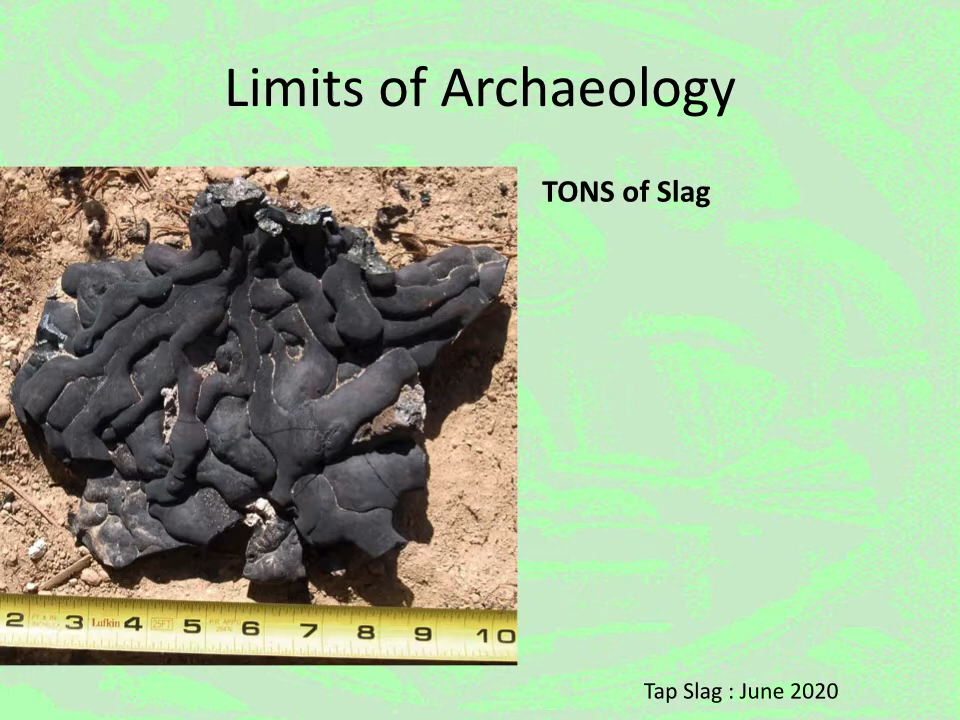 Limits of Archaeology
TONS of Slag
2 3 Lufkin 4 25FT 5 6 7 8 9 10
Tap Slag : June 2020